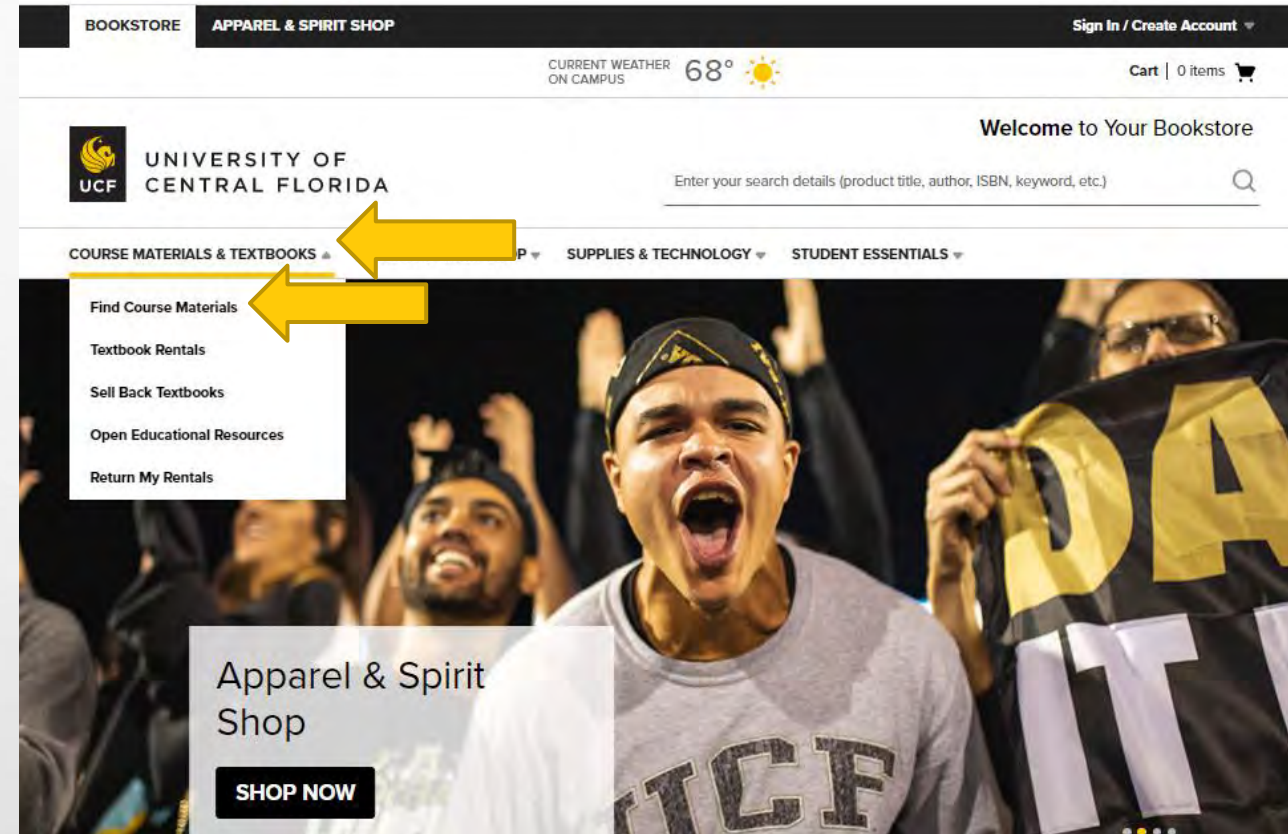 BOOKSTORE APPAREL & SPIRIT SHOP Sign In / Create Account
CURRENT WEATHER
ON CAMPUS
68°
Cart | 0 items
Welcome to Your Bookstore
UCF
UNIVERSITY OF
CENTRAL FLORIDA
Enter your search details (product title, author, ISBN, keyword, etc.)
COURSE MATERIALS & TEXTBOOKS OP SUPPLIES & TECHNOLOGY STUDENT ESSENTIALS
Find Course Materials
Textbook Rentals
Sell Back Textbooks
Open Educational Resources
Return My Rentals
DA
IT
UCF
Apparel & Spirit
Shop
SHOP NOW